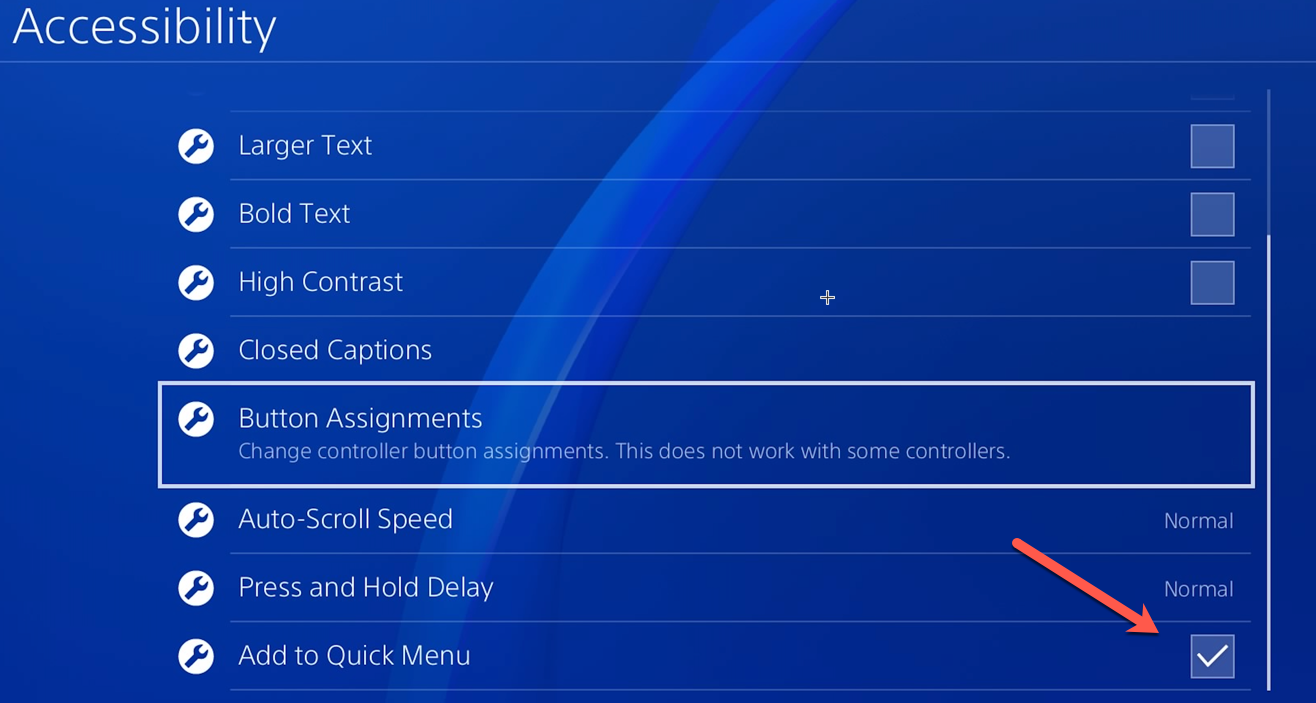 Accessibility
Larger Text
Bold Text
High Contrast
Closed Captions
Button Assignments
Change controller button assignments. This does not work with some controllers.
Auto-Scroll Speed Normal
Press and Hold Delay Normal
Add to Quick Menu